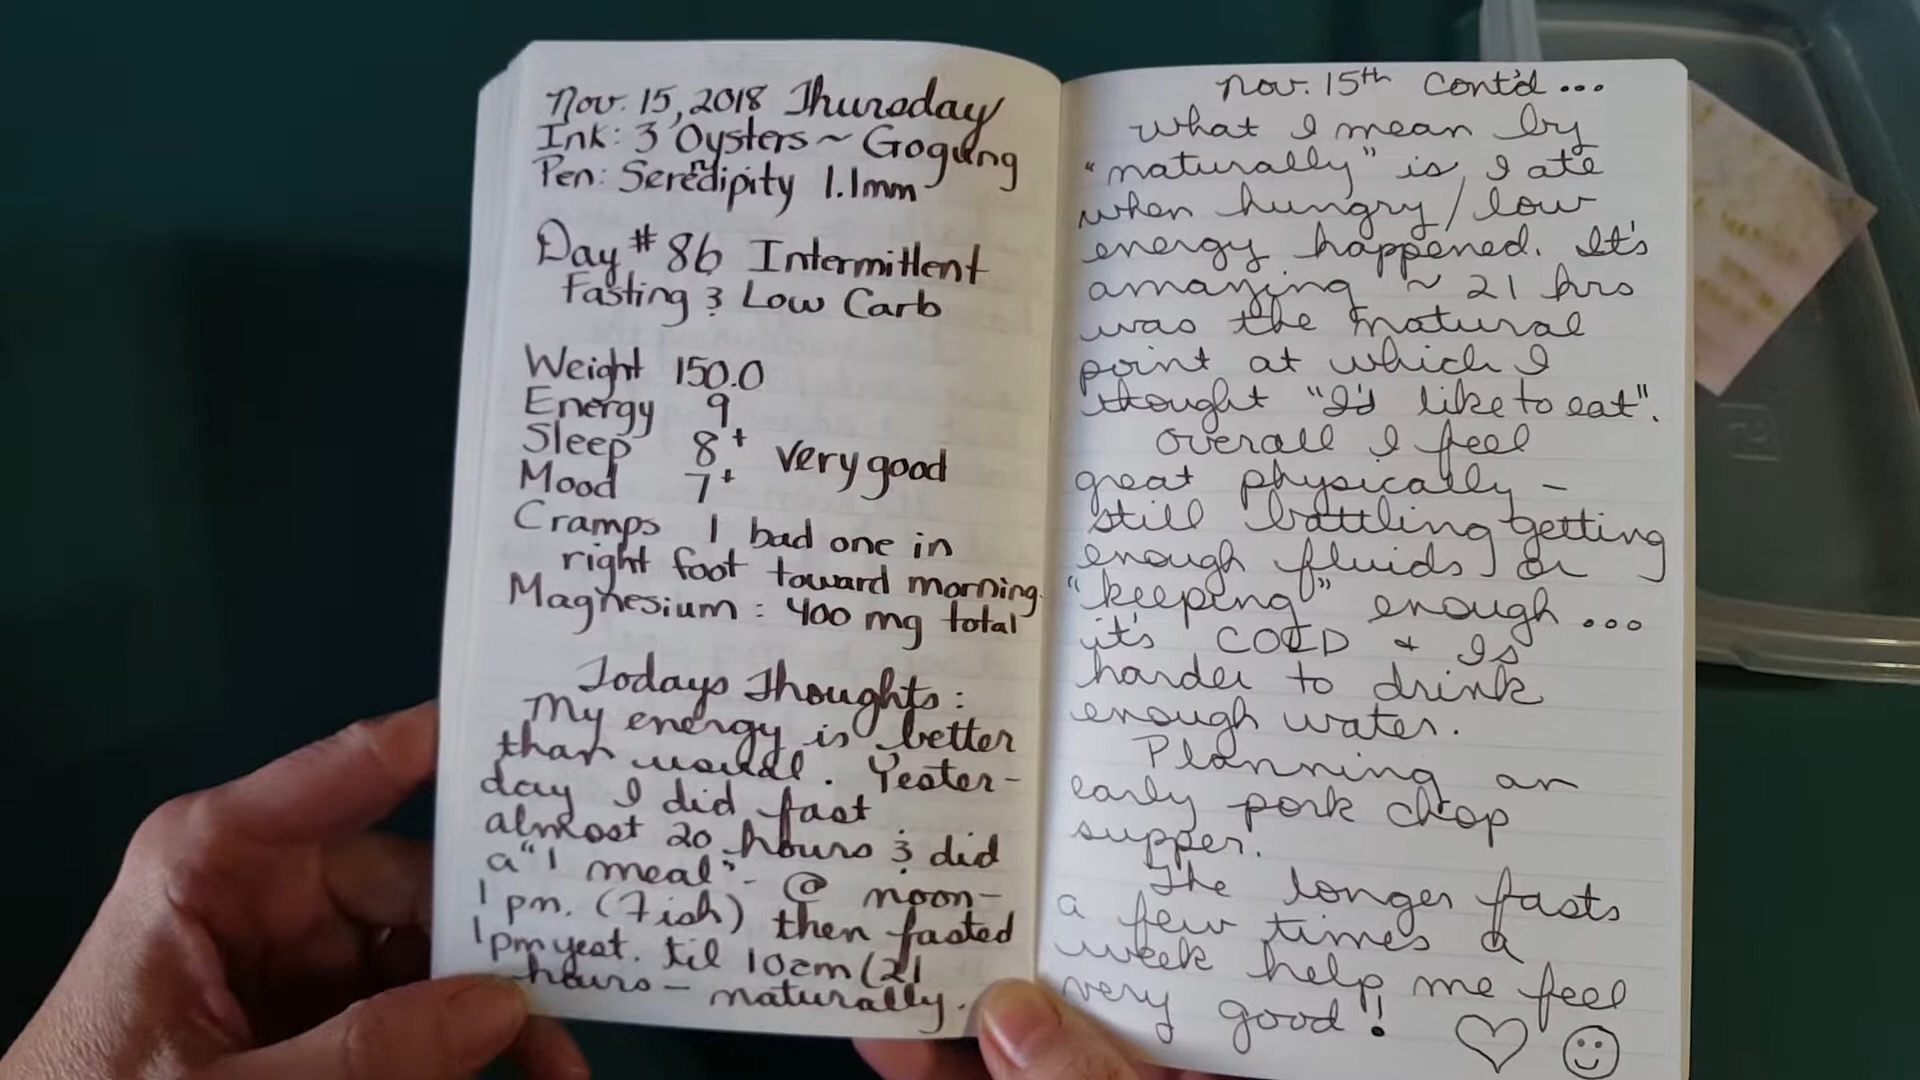 Nov. 15, 2018 Thursday
Ink: 3 Oysters ~ Gogung
Pen: Serendipity 1.1mm
Day # 86 Intermittent
Fasting & Low Carb
Weight 150.0
Energy 9
Sleep 8+ very good
Mood 7+
Cramps 1 bad one in
right foot toward morning.
Magnesium : 400 mg total
Todays Thoughts:
My energy is better
than usual. Yester-
day I did fast
almost 20 hours & did
a "1 meal" - @ noon-
1 pm. (Fish) then fasted
1pm yest. til 10am (21
hours - naturally.
Nov. 15th Cont'd...
What I mean by
"naturally" is, I ate
when hungry/low
energy happened. It's
amazing ~ 21 hrs
was the natural
point at which I
thought "I'd like to eat".
Overall I feel
great physically -
still battling getting
enough fluids or
"keeping" enough ...
it's COLD & Is
harder to drink
enough water.
Planning an
early pork chop
supper.
The longer fasts
a few times a
week help me feel
very good!